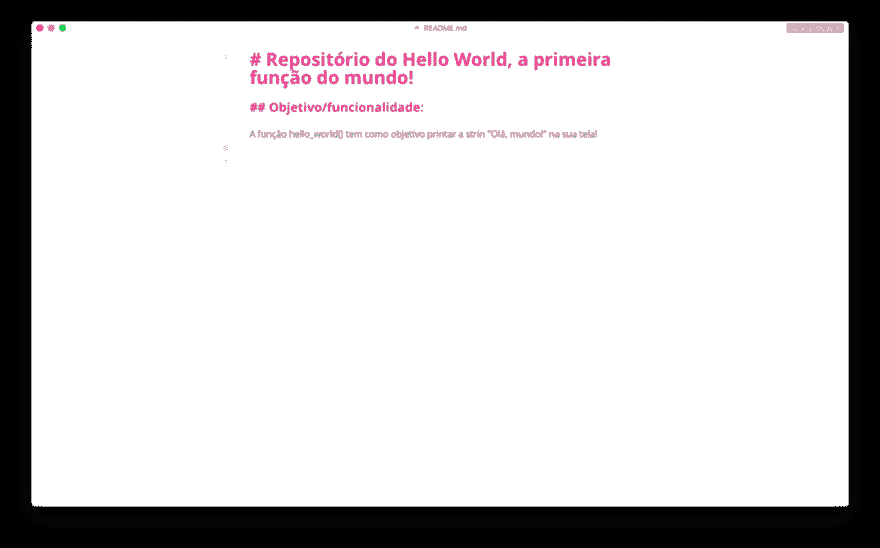 README.md
# Repositório do Hello World, a primeira
função do mundo!
## Objetivo/funcionalidade:
A função hello_world() tem como objetivo printar a strin "Olá, mundo!" na sua tela!